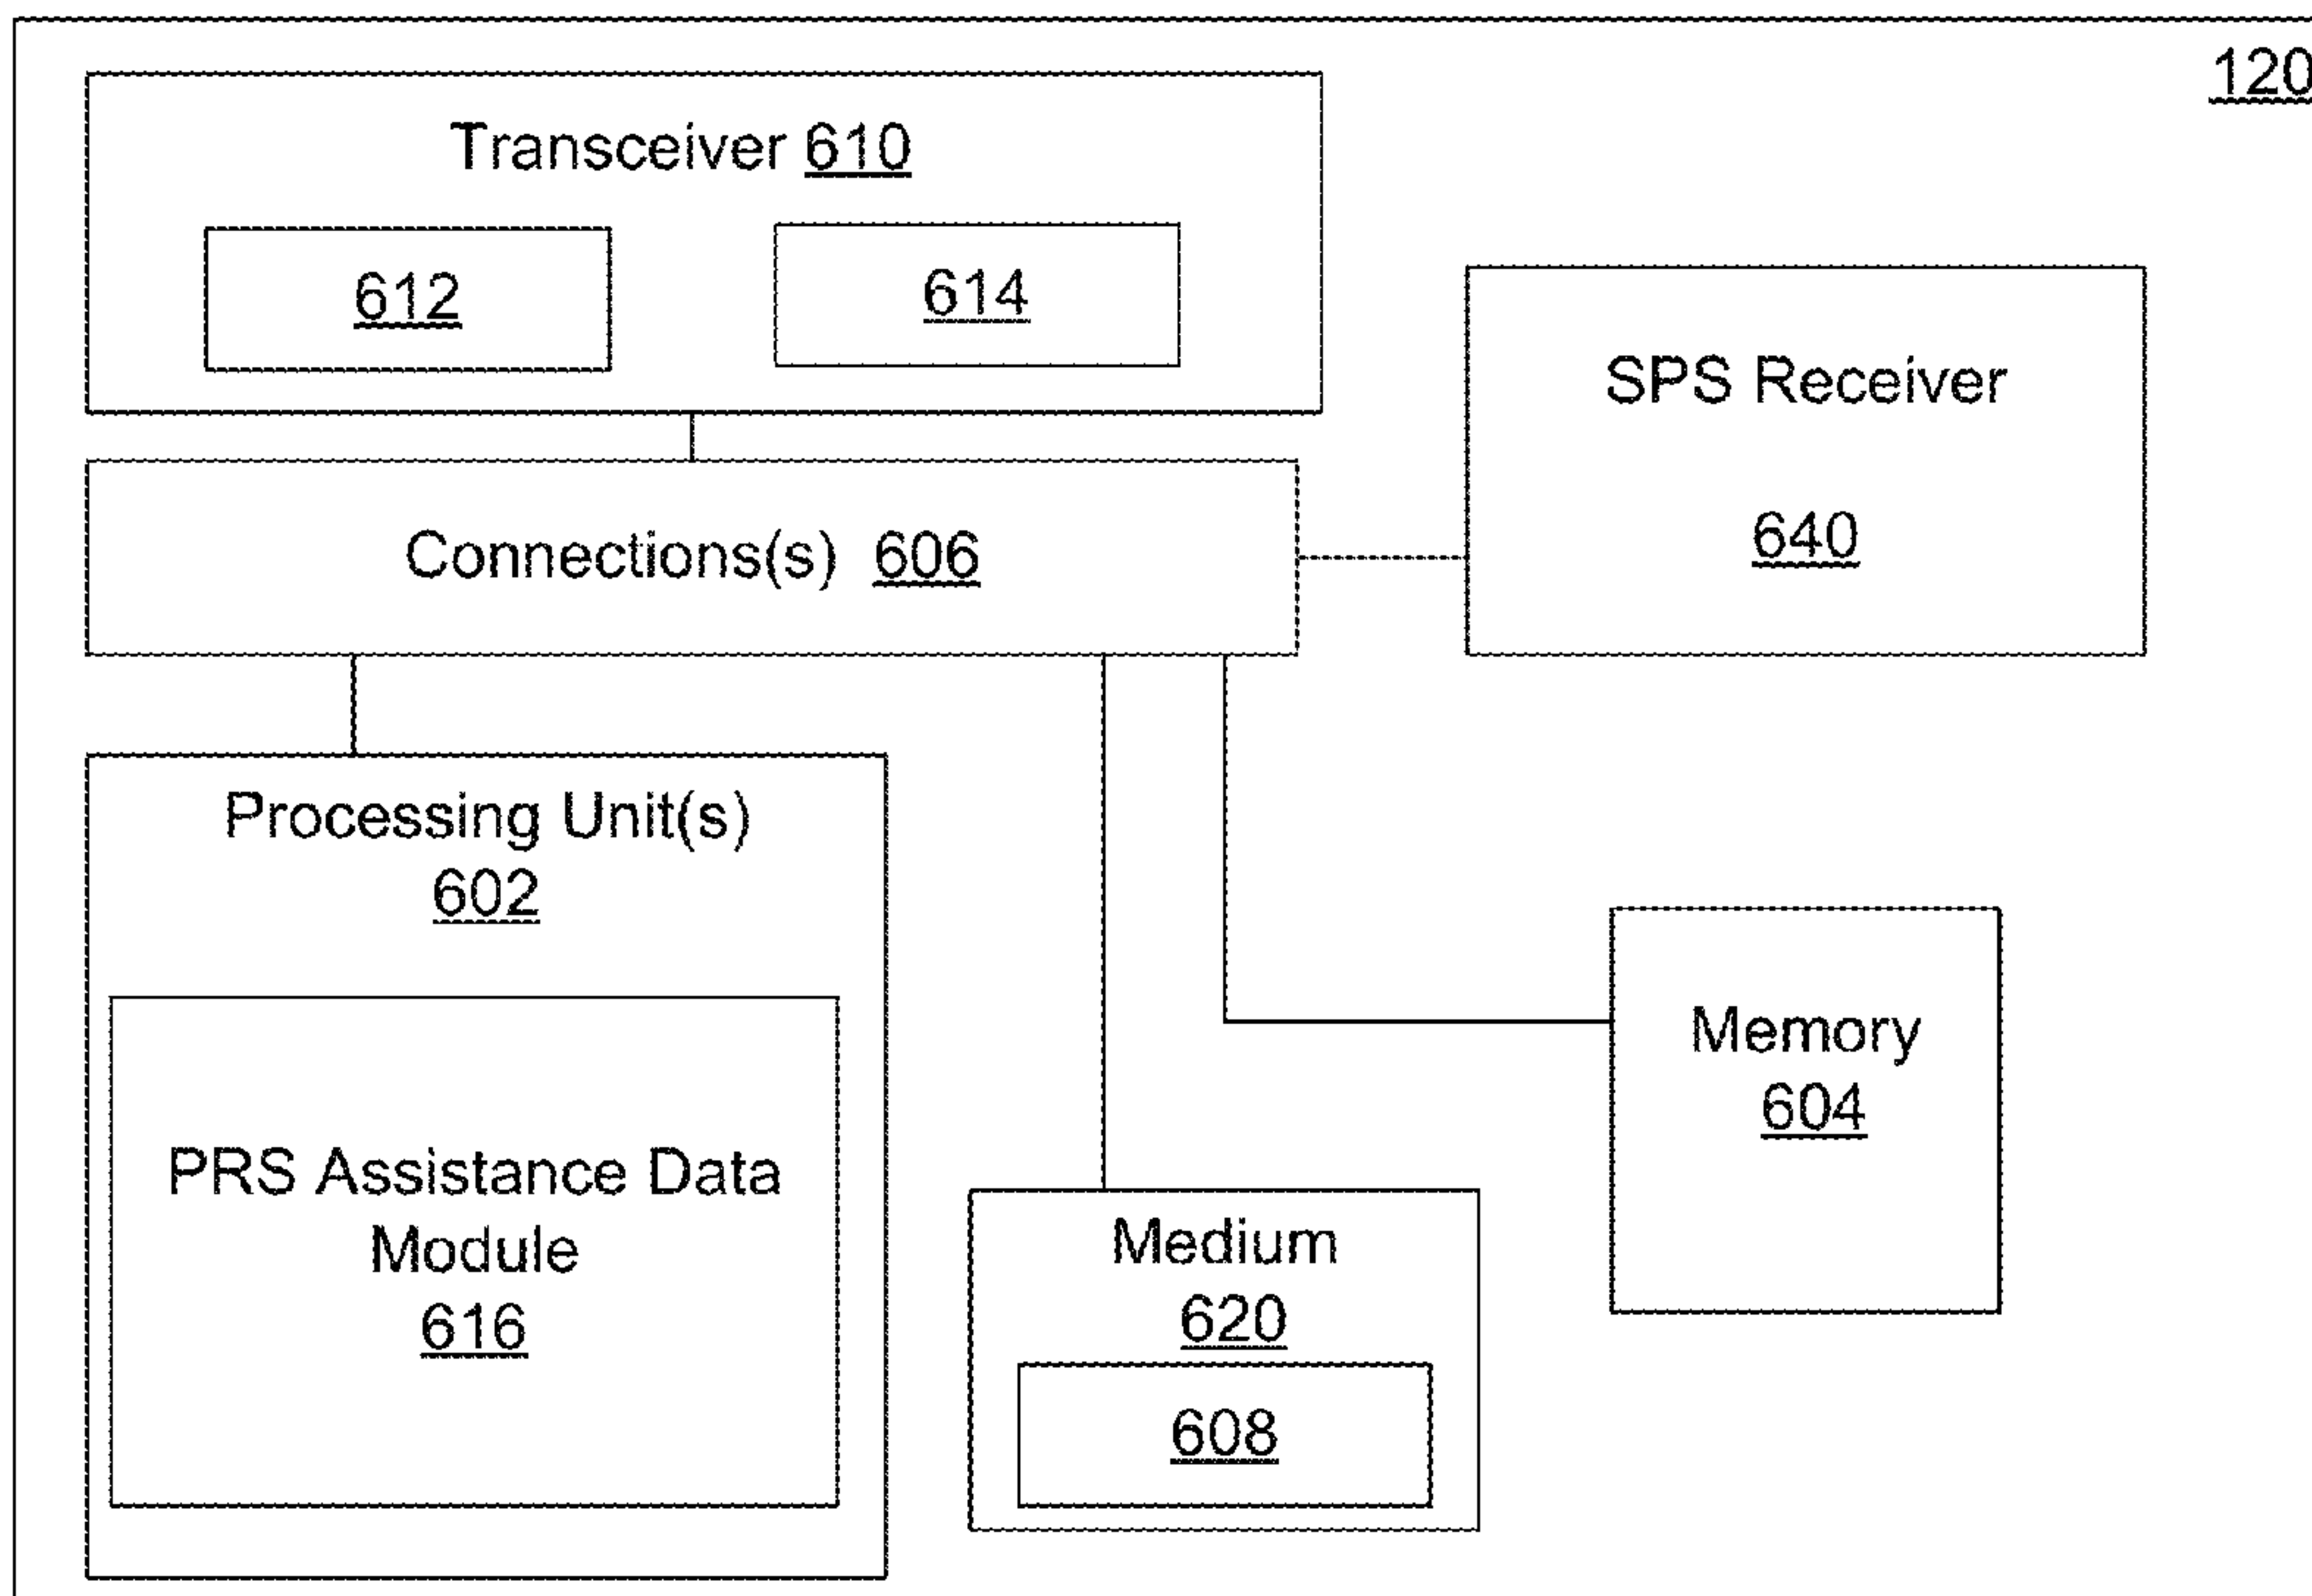 120
Transceiver 610
612
614
SPS Receiver
640
Connections(s) 606
Processing Unit(s)
602
PRS Assistance Data
Module
616
Memory
604
Medium
620
608